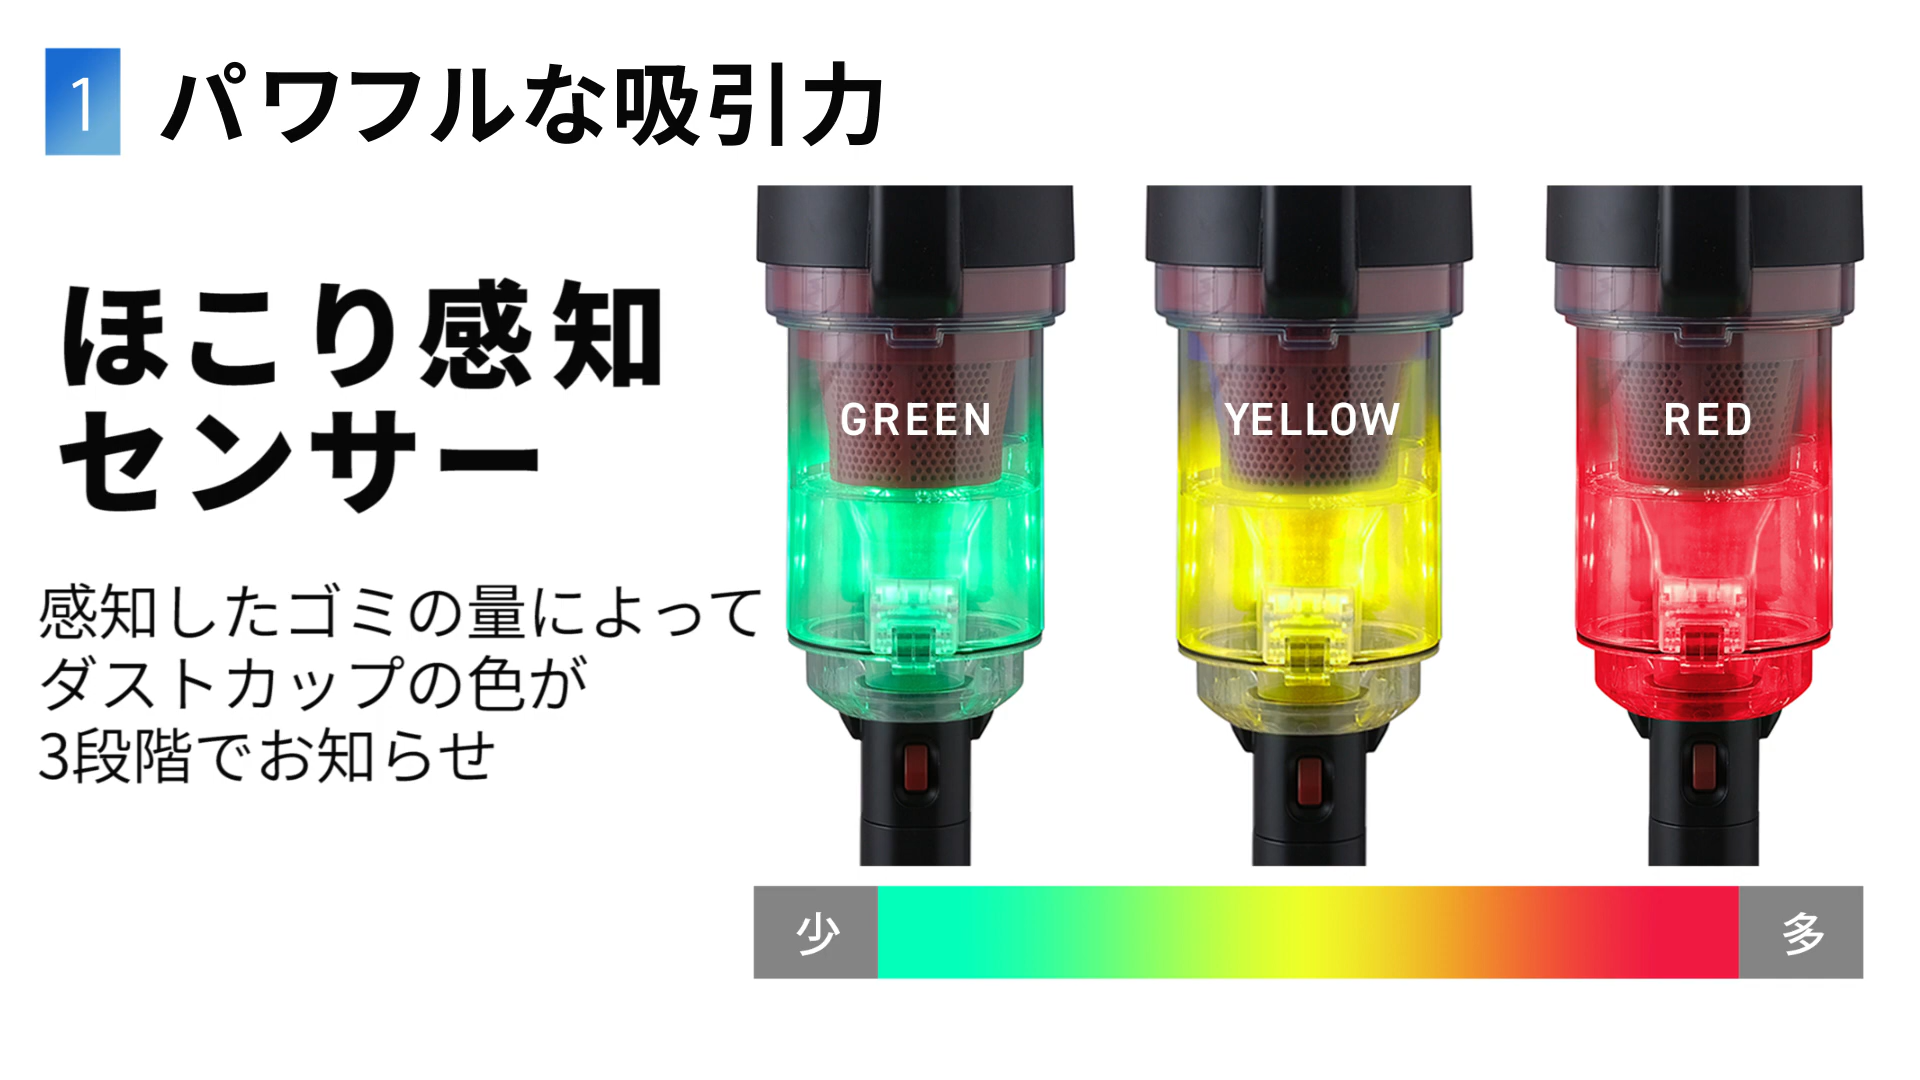 1 パワフルな吸引力
ほこり感知
センサー
感知したゴミの量によって
ダストカップの色が
3段階でお知らせ
GREEN
YELLOW
RED
少
多